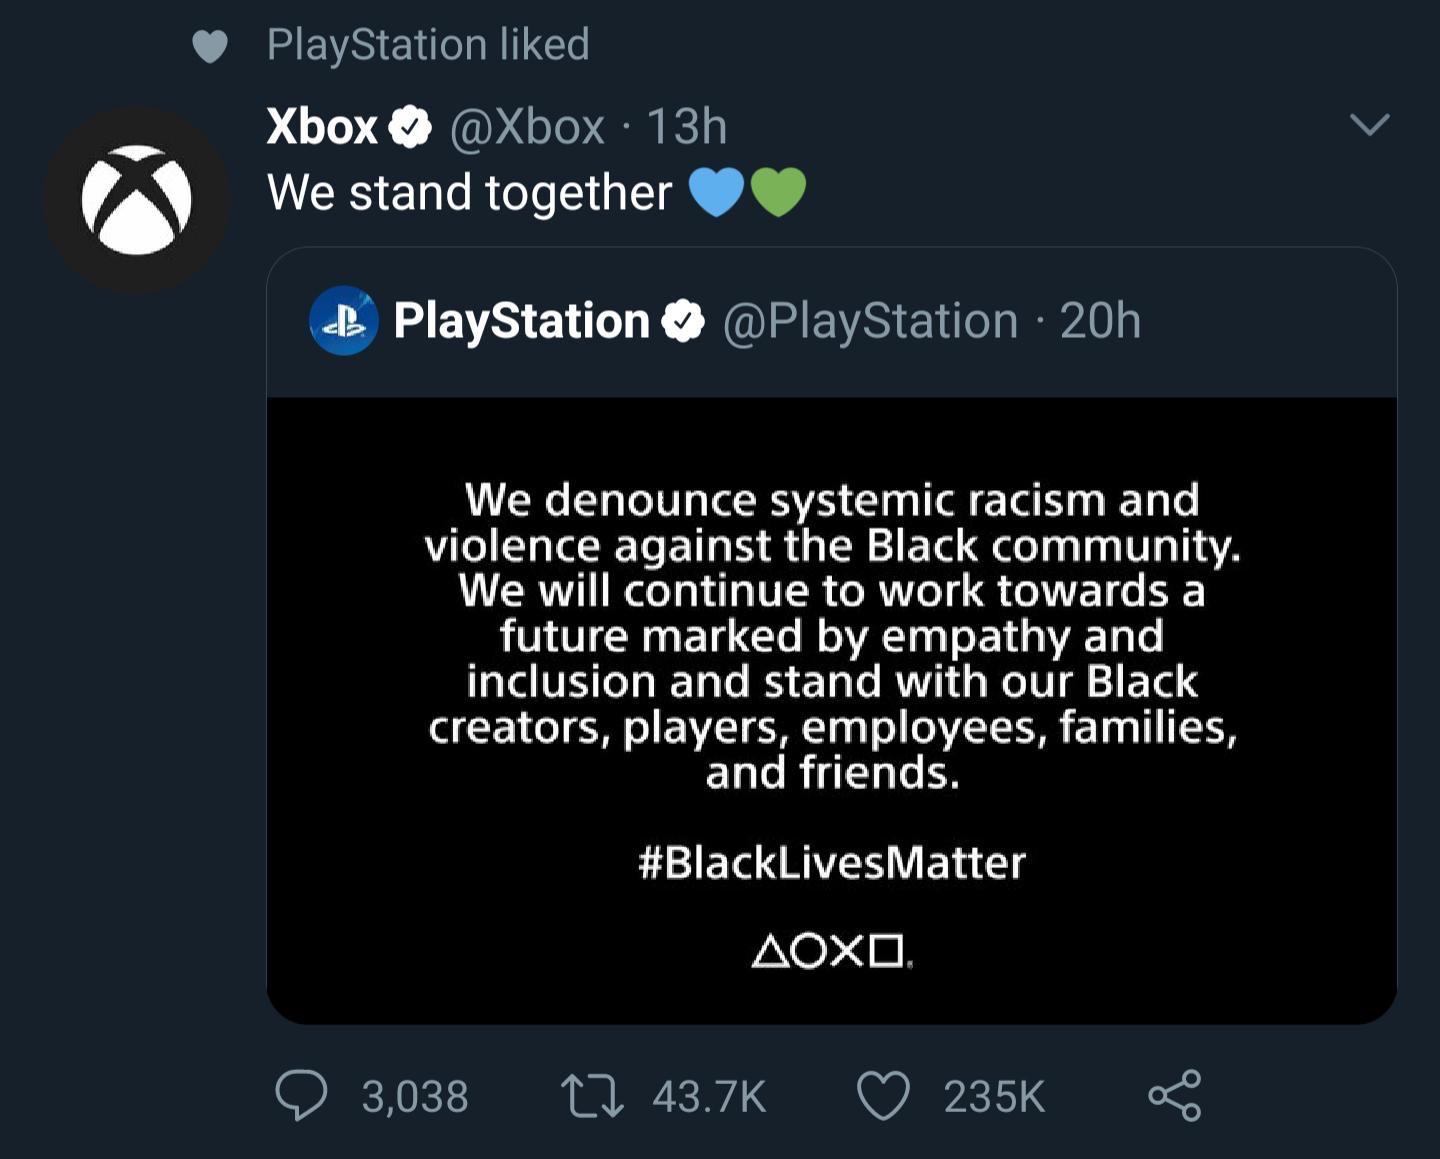 PlayStation liked
Xbox @Xbox · 13h
We stand together 💙💚
PlayStation @PlayStation · 20h
We denounce systemic racism and
violence against the Black community.
We will continue to work towards a
future marked by empathy and
inclusion and stand with our Black
creators, players, employees, families,
and friends.
#BlackLivesMatter
△○✕□
3,038 43.7K 235K